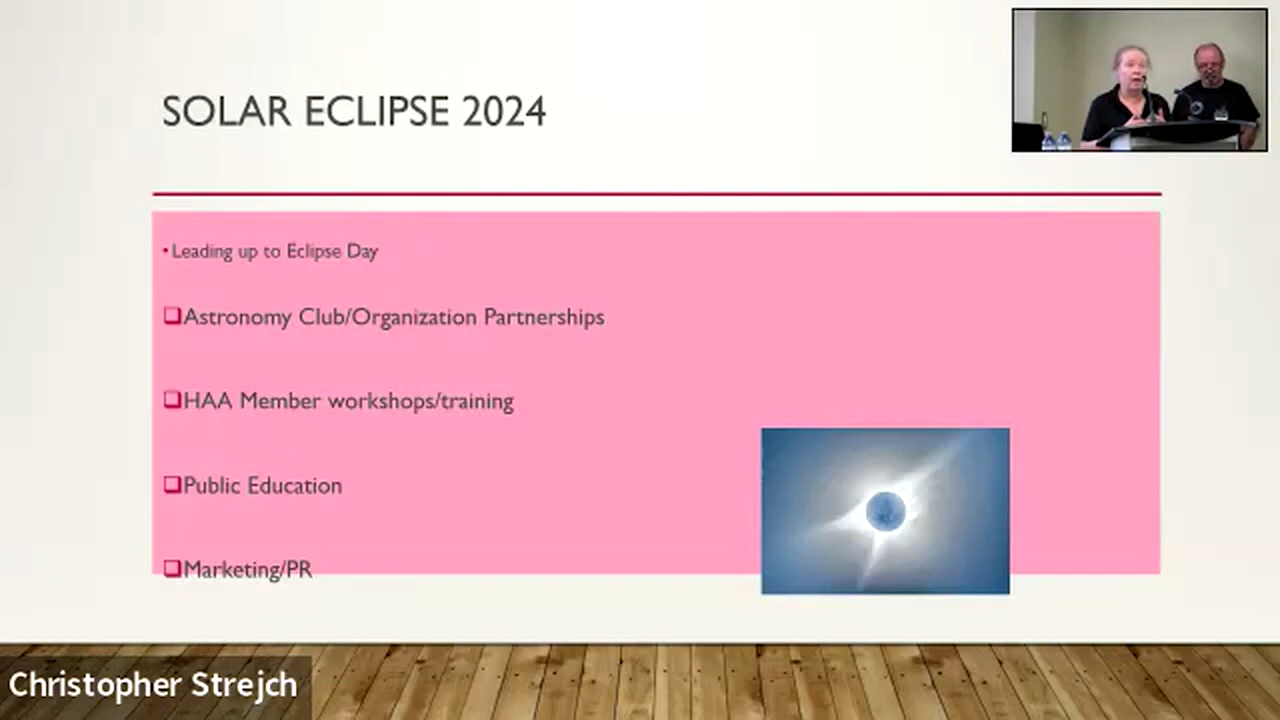 SOLAR ECLIPSE 2024
• Leading up to Eclipse Day
❑Astronomy Club/Organization Partnerships
❑HAA Member workshops/training
❑Public Education
❑Marketing/PR
Christopher Strejch